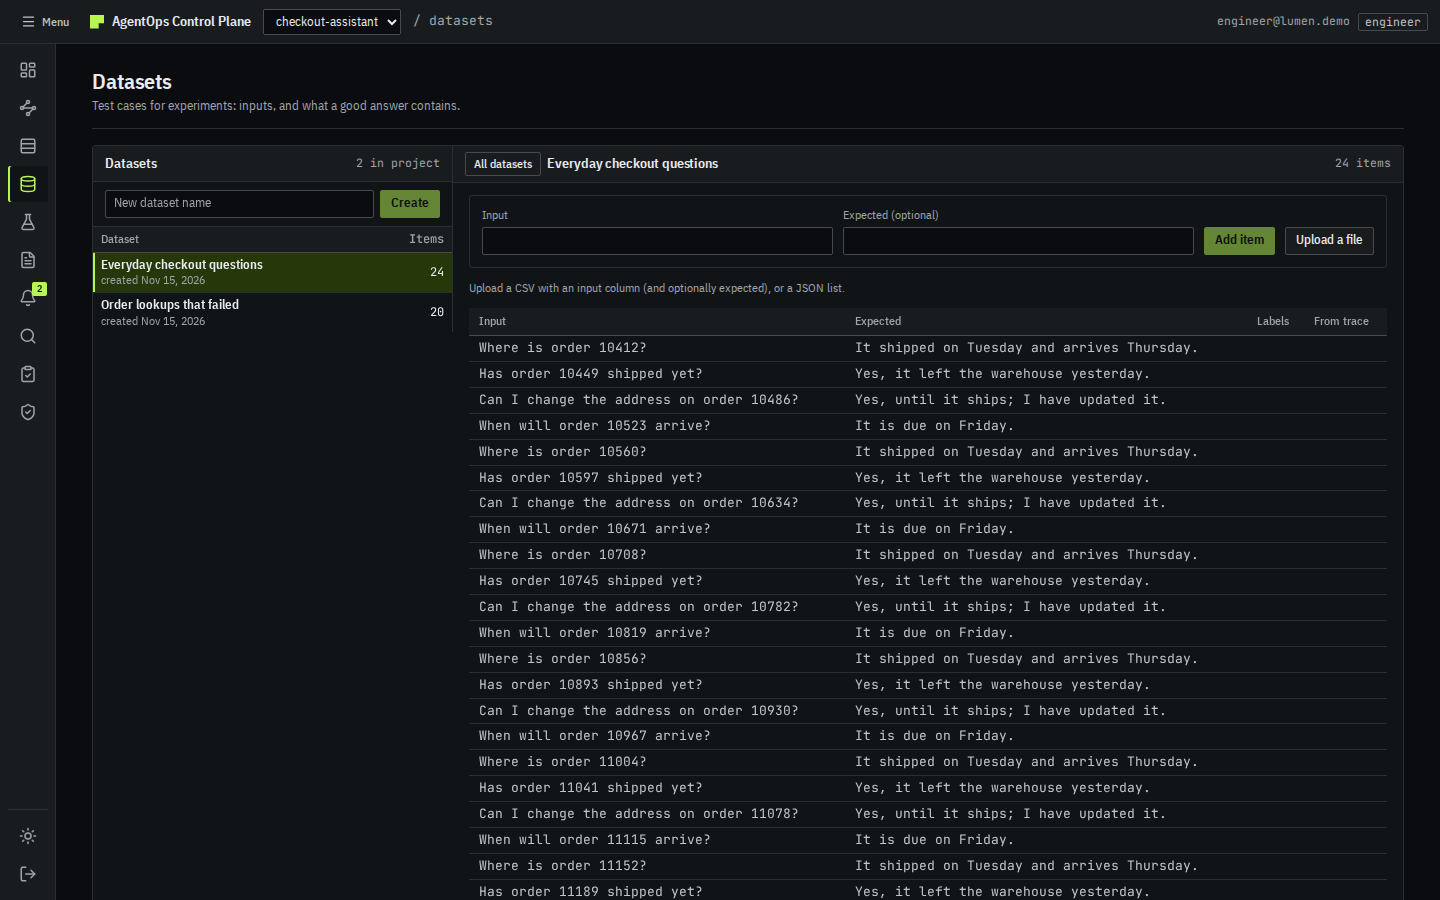 Menu
AgentOps Control Plane
checkout-assistant
/ datasets
engineer@lumen.demo
engineer
2
Datasets
Test cases for experiments: inputs, and what a good answer contains.
Datasets
2 in project
New dataset name
Create
Dataset
Items
Everyday checkout questions
created Nov 15, 2026
24
Order lookups that failed
created Nov 15, 2026
20
All datasets
Everyday checkout questions
24 items
Input
Expected (optional)
Add item
Upload a file
Upload a CSV with an input column (and optionally expected), or a JSON list.
Input Expected Labels From trace
Where is order 10412? It shipped on Tuesday and arrives Thursday.
Has order 10449 shipped yet? Yes, it left the warehouse yesterday.
Can I change the address on order 10486? Yes, until it ships; I have updated it.
When will order 10523 arrive? It is due on Friday.
Where is order 10560? It shipped on Tuesday and arrives Thursday.
Has order 10597 shipped yet? Yes, it left the warehouse yesterday.
Can I change the address on order 10634? Yes, until it ships; I have updated it.
When will order 10671 arrive? It is due on Friday.
Where is order 10708? It shipped on Tuesday and arrives Thursday.
Has order 10745 shipped yet? Yes, it left the warehouse yesterday.
Can I change the address on order 10782? Yes, until it ships; I have updated it.
When will order 10819 arrive? It is due on Friday.
Where is order 10856? It shipped on Tuesday and arrives Thursday.
Has order 10893 shipped yet? Yes, it left the warehouse yesterday.
Can I change the address on order 10930? Yes, until it ships; I have updated it.
When will order 10967 arrive? It is due on Friday.
Where is order 11004? It shipped on Tuesday and arrives Thursday.
Has order 11041 shipped yet? Yes, it left the warehouse yesterday.
Can I change the address on order 11078? Yes, until it ships; I have updated it.
When will order 11115 arrive? It is due on Friday.
Where is order 11152? It shipped on Tuesday and arrives Thursday.
Has order 11189 shipped yet? Yes, it left the warehouse yesterday.